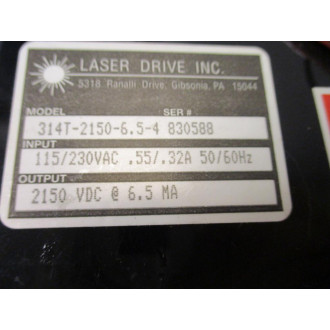 LASER DRIVE INC.
5318 Ranalli Drive, Gibsonia, PA 15044
MODEL SER #
314T-2150-6.5-4 830588
INPUT
115/230VAC .55/.32A 50/60Hz
OUTPUT
2150 VDC @ 6.5 MA